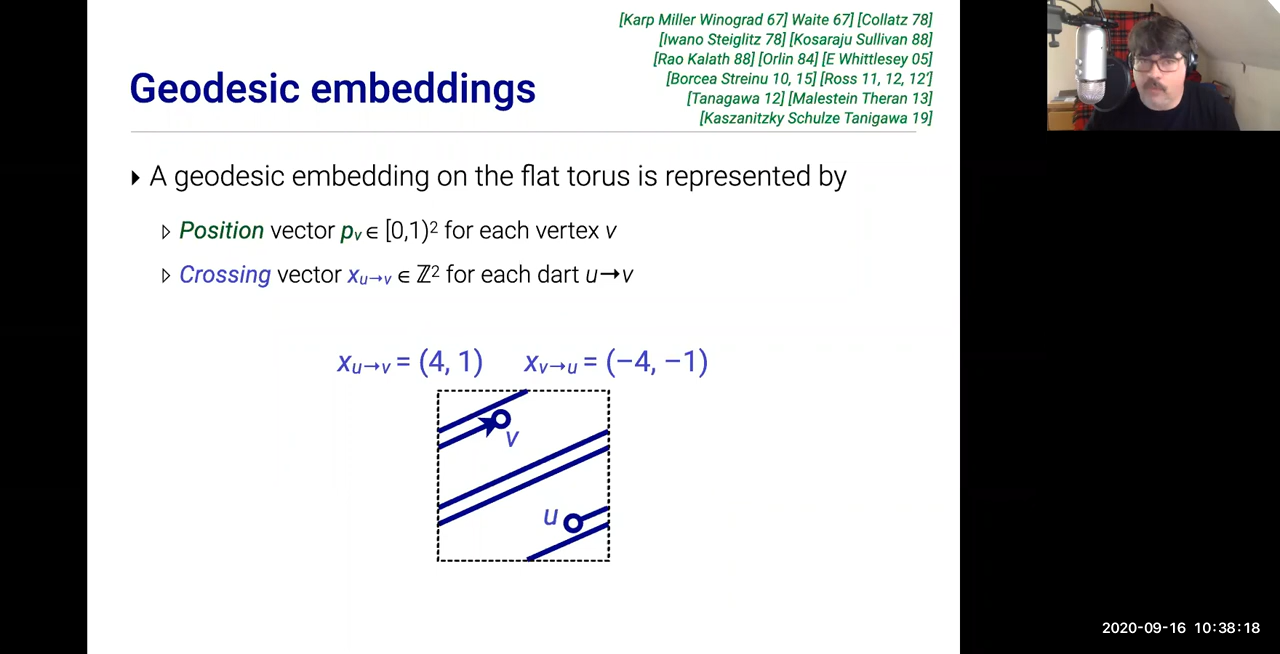 [Karp Miller Winograd 67] Waite 67] [Collatz 78]
[Iwano Steiglitz 78] [Kosaraju Sullivan 88]
[Rao Kalath 88] [Orlin 84] [E Whittlesey 05]
[Borcea Streinu 10, 15] [Ross 11, 12, 12']
[Tanagawa 12] [Malestein Theran 13]
[Kaszanitzky Schulze Tanigawa 19]
Geodesic embeddings
A geodesic embedding on the flat torus is represented by
Position vector pᵥ ∈ [0,1)² for each vertex v
Crossing vector xᵤ→ᵥ ∈ ℤ² for each dart u→v
xᵤ→ᵥ = (4, 1) xᵥ→ᵤ = (−4, −1)
v
u
2020-09-16 10:38:18